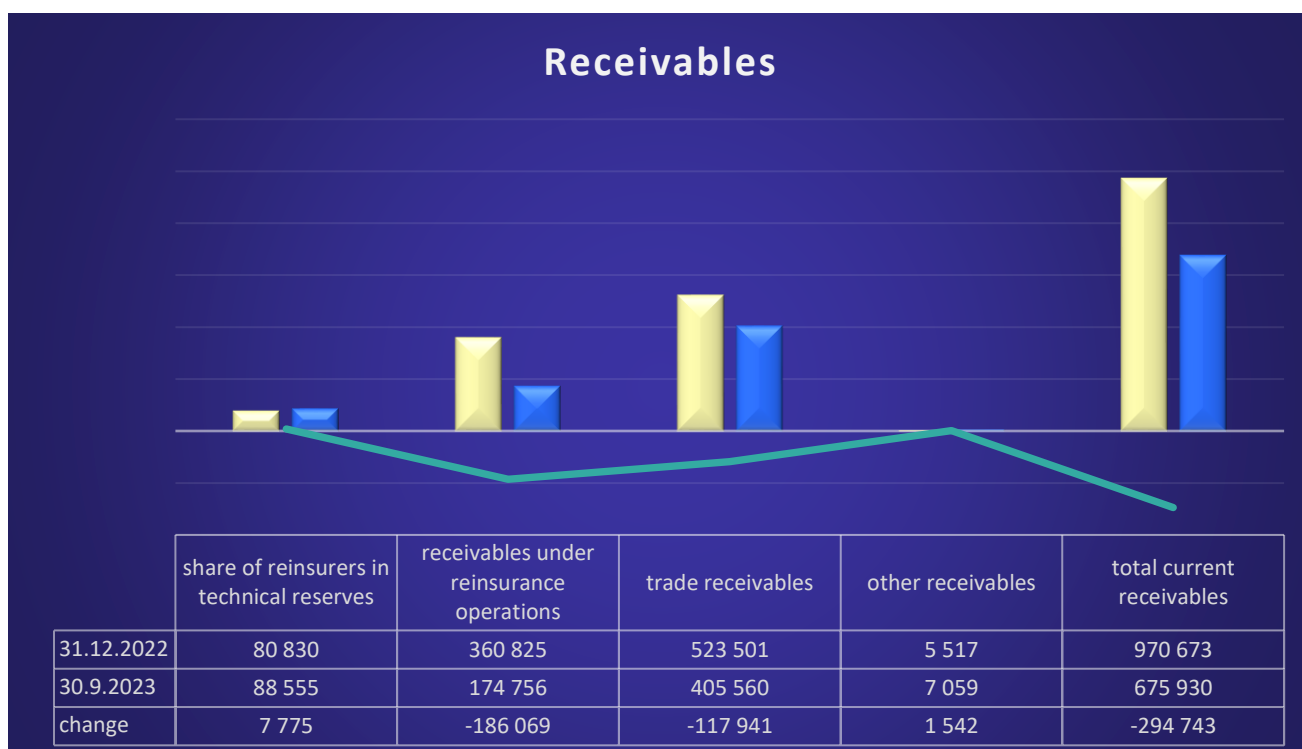 Receivables
share of reinsurers in
technical reserves
receivables under
reinsurance
operations
trade receivables
other receivables
total current
receivables
31.12.2022 80 830 360 825 523 501 5 517 970 673
30.9.2023 88 555 174 756 405 560 7 059 675 930
change 7 775 -186 069 -117 941 1 542 -294 743